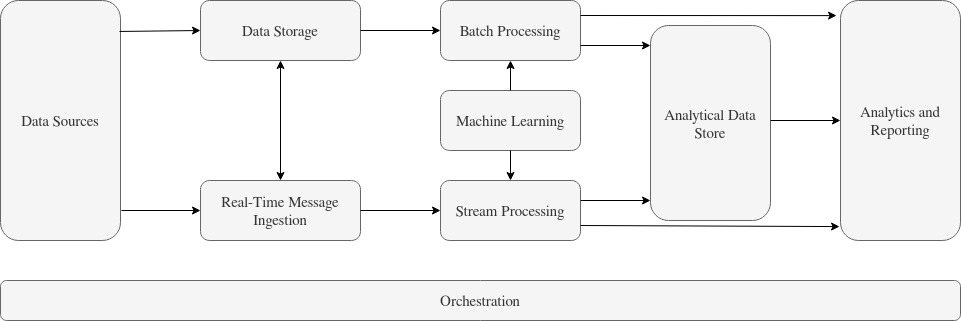 Data Sources
Data Storage
Real-Time Message
Ingestion
Batch Processing
Machine Learning
Stream Processing
Analytical Data
Store
Analytics and
Reporting
Orchestration